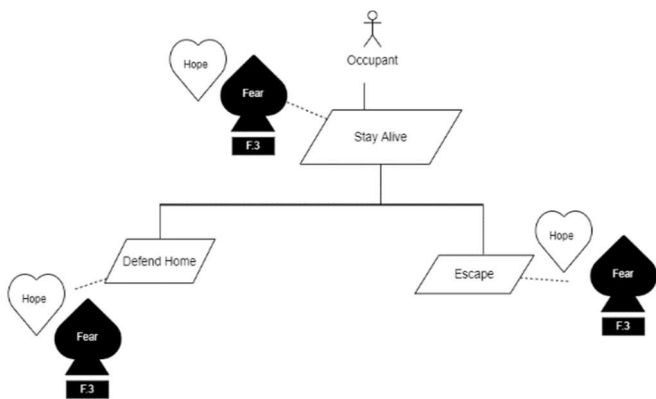 Occupant
Hope
Fear
F.3
Stay Alive
Defend Home
Hope
Fear
F.3
Escape
Hope
Fear
F.3